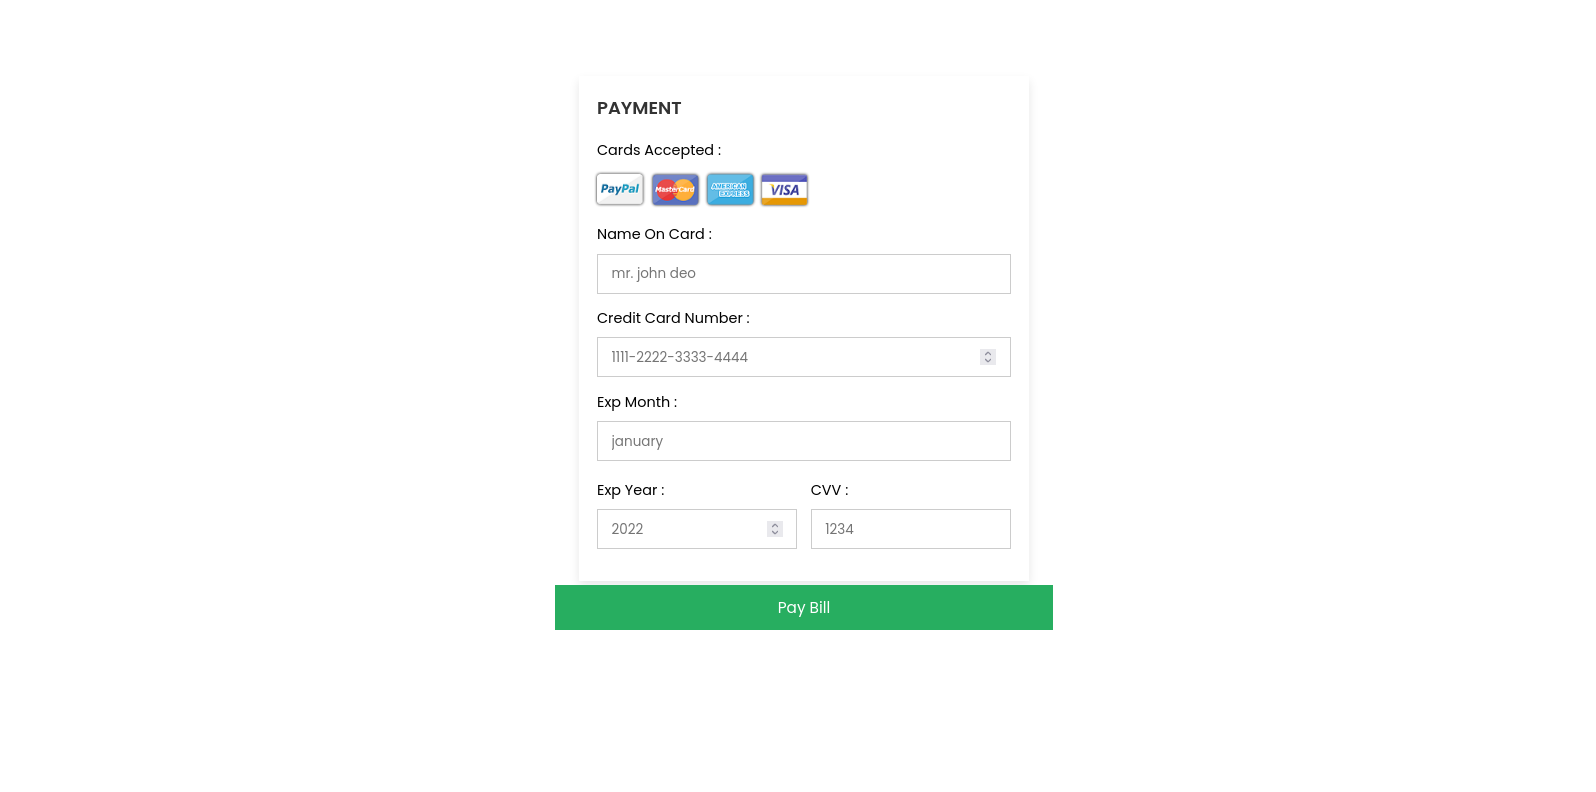 PAYMENT
Cards Accepted :
PayPal MasterCard AMERICAN EXPRESS VISA
Name On Card :
mr. john deo
Credit Card Number :
1111-2222-3333-4444
Exp Month :
january
Exp Year : CVV :
2022 1234
Pay Bill